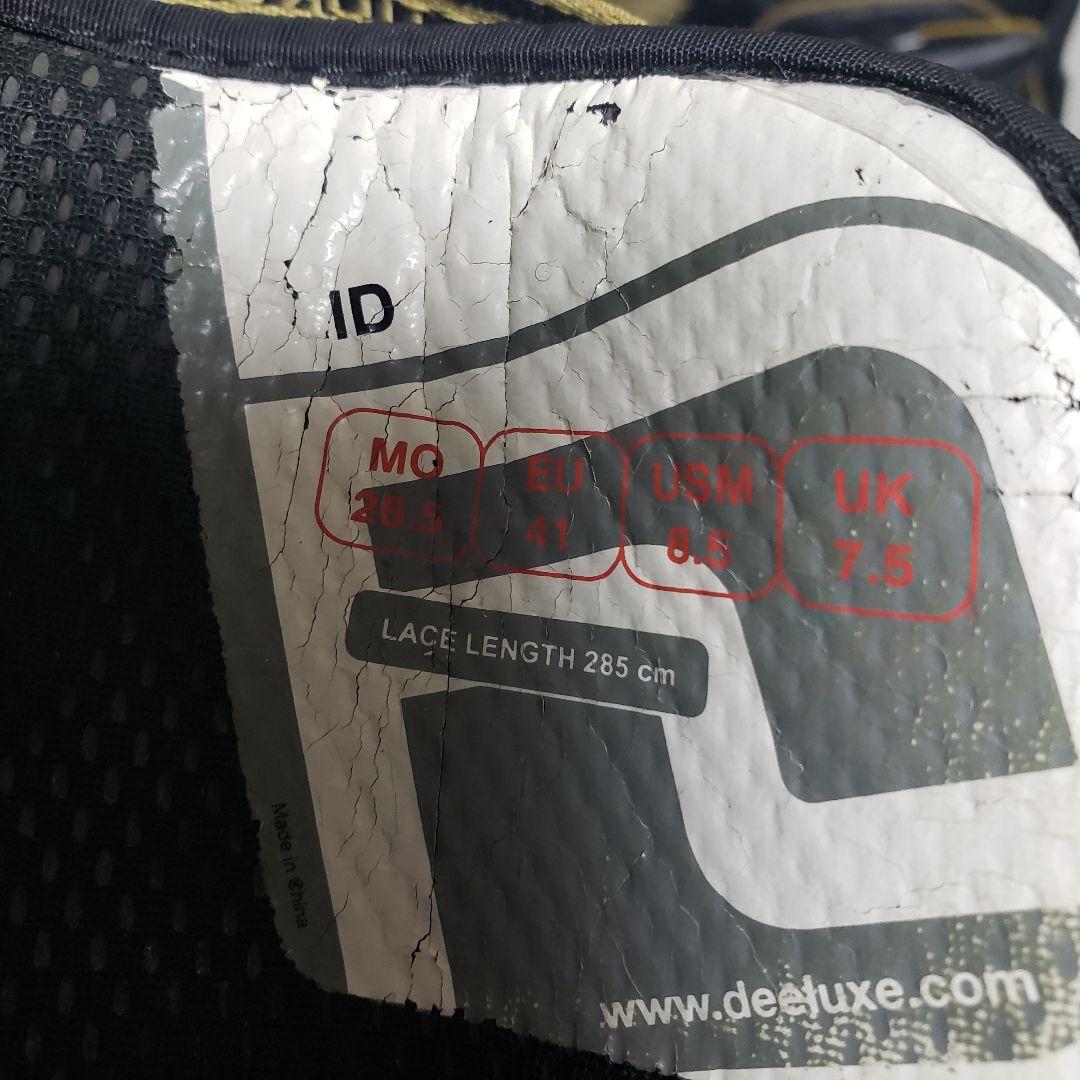 ID
MO EU USM UK
26.5 41 8.5 7.5
LACE LENGTH 285 cm
Made in China
www.deeluxe.com